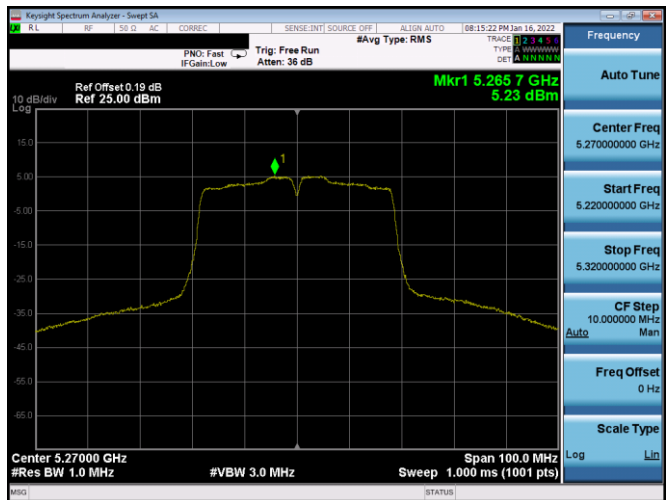 Keysight Spectrum Analyzer - Swept SA
RL RF 50 Ω AC CORREC SENSE:INT SOURCE OFF ALIGN AUTO 08:15:22 PM Jan 16, 2022
#Avg Type: RMS
TRACE 1 2 3 4 5 6
TYPE A WWWWW
DET A N N N N N
PNO: Fast
IFGain:Low
Trig: Free Run
Atten: 36 dB
Mkr1 5.265 7 GHz
5.23 dBm
Ref Offset 0.19 dB
10 dB/div Ref 25.00 dBm
Log
15.0
5.00
-5.00
-15.0
-25.0
-35.0
-45.0
-55.0
-65.0
1
Center 5.27000 GHz
Span 100.0 MHz
#Res BW 1.0 MHz
#VBW 3.0 MHz
Sweep 1.000 ms (1001 pts)
MSG
STATUS
Frequency
Auto Tune
Center Freq
5.270000000 GHz
Start Freq
5.220000000 GHz
Stop Freq
5.320000000 GHz
CF Step
10.000000 MHz
Auto Man
Freq Offset
0 Hz
Scale Type
Log Lin